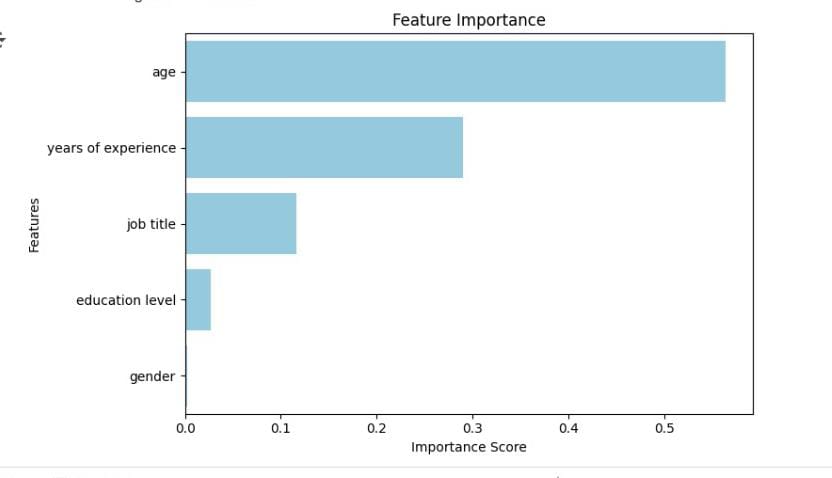 Feature Importance
age
years of experience
job title
education level
gender
Features
0.0 0.1 0.2 0.3 0.4 0.5
Importance Score